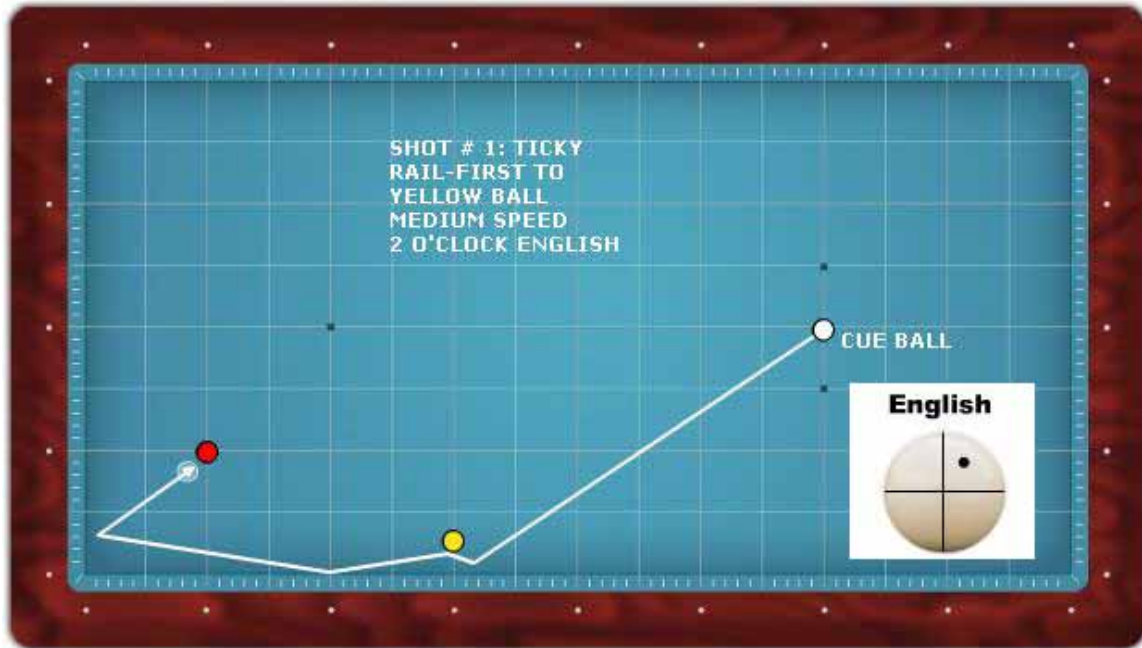 SHOT # 1: TICKY
RAIL-FIRST TO
YELLOW BALL
MEDIUM SPEED
2 O'CLOCK ENGLISH
CUE BALL
English